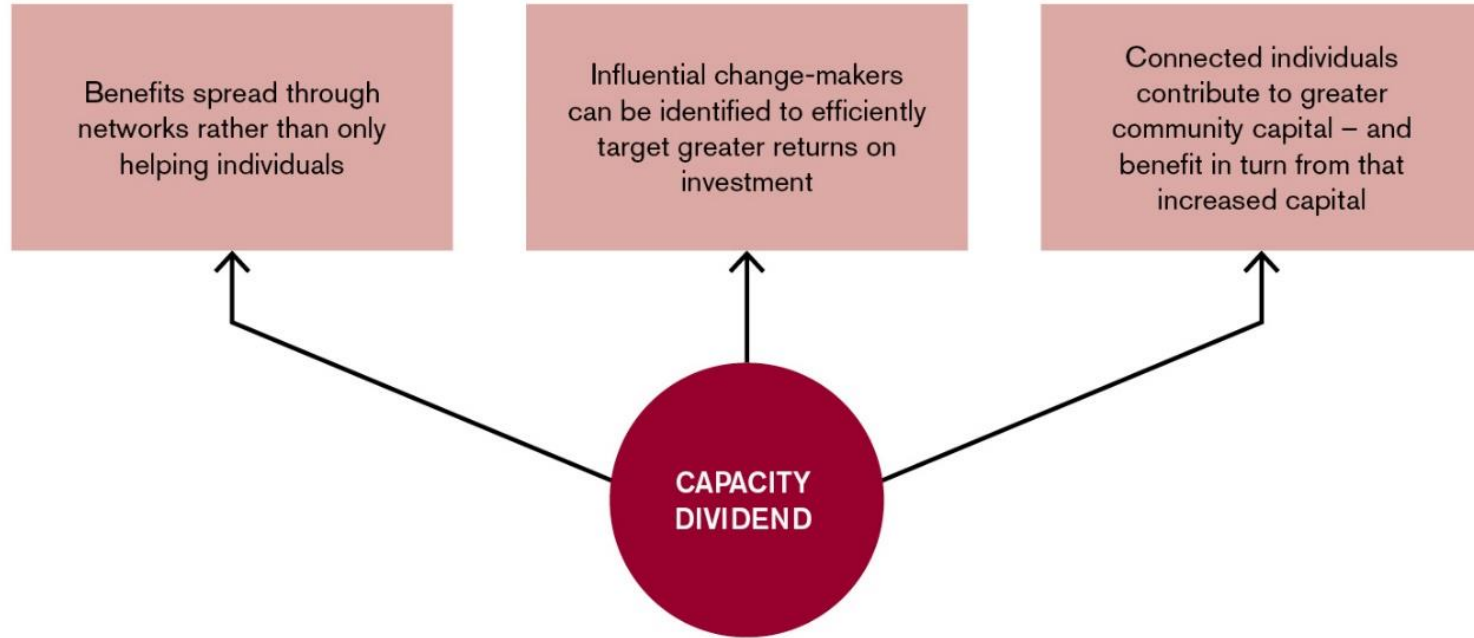 Benefits spread through
networks rather than only
helping individuals
Influential change-makers
can be identified to efficiently
target greater returns on
investment
Connected individuals
contribute to greater
community capital – and
benefit in turn from that
increased capital
CAPACITY
DIVIDEND